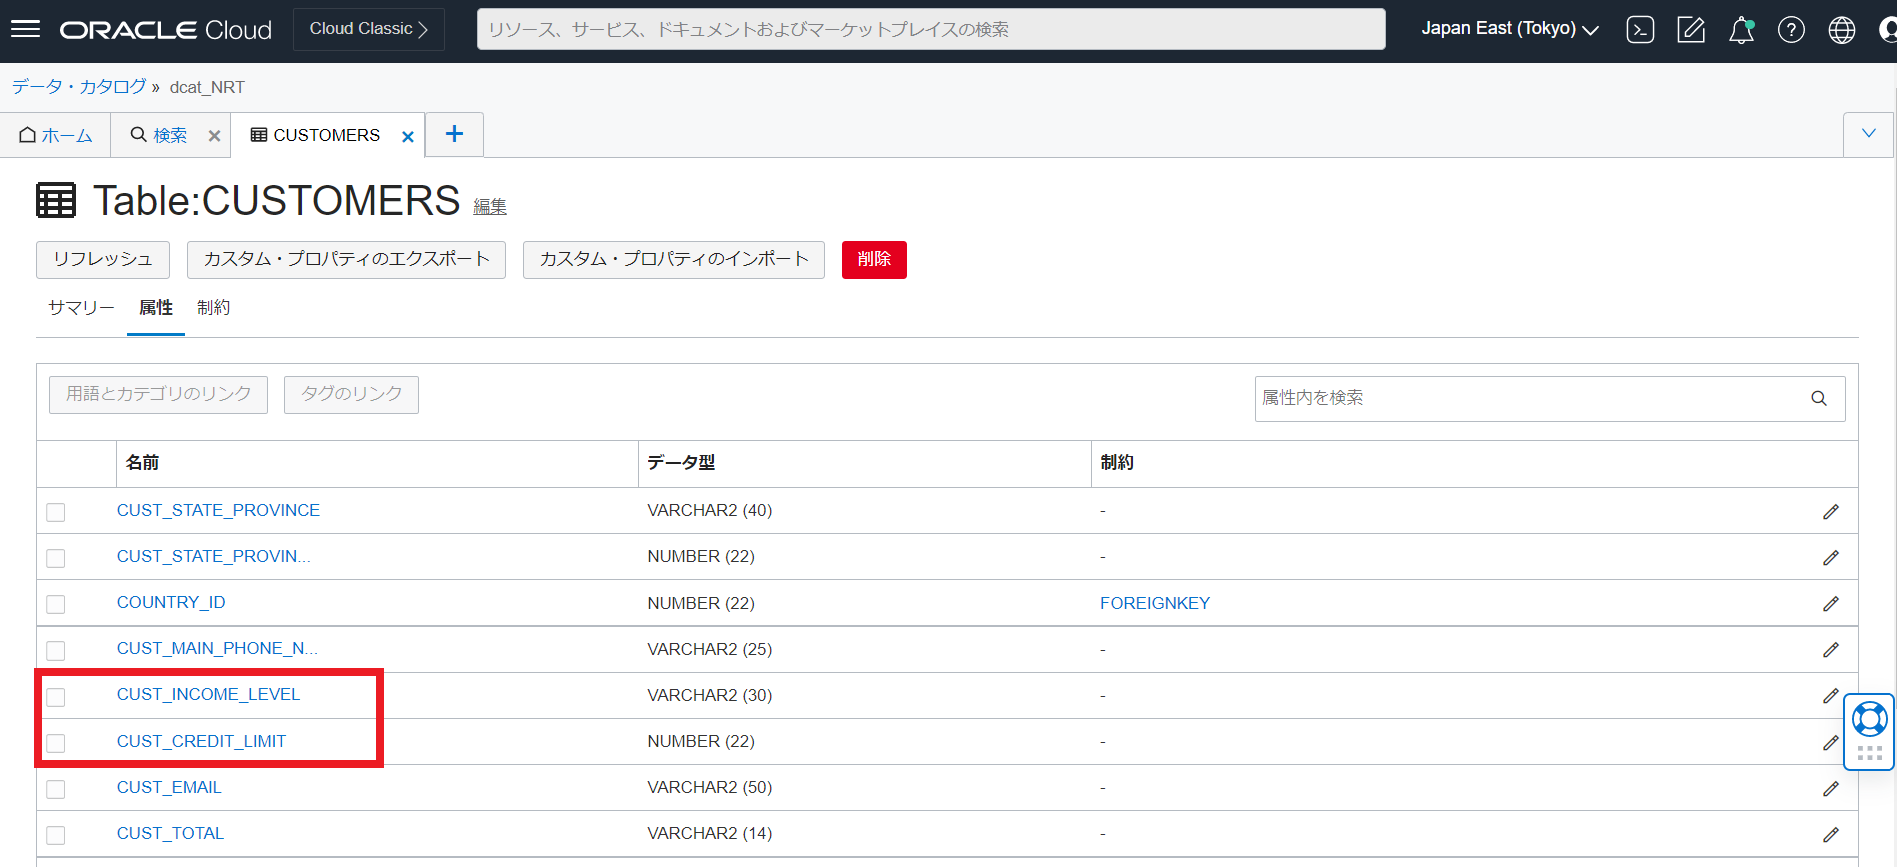 ORACLE Cloud
Cloud Classic
リソース、サービス、ドキュメントおよびマーケットプレイスの検索
Japan East (Tokyo)
データ・カタログ » dcat_NRT
ホーム
検索
CUSTOMERS
Table:CUSTOMERS 編集
リフレッシュ
カスタム・プロパティのエクスポート
カスタム・プロパティのインポート
削除
サマリー 属性 制約
用語とカテゴリのリンク
タグのリンク
属性内を検索
名前 データ型 制約
CUST_STATE_PROVINCE VARCHAR2 (40) -
CUST_STATE_PROVIN... NUMBER (22) -
COUNTRY_ID NUMBER (22) FOREIGNKEY
CUST_MAIN_PHONE_N... VARCHAR2 (25) -
CUST_INCOME_LEVEL VARCHAR2 (30) -
CUST_CREDIT_LIMIT NUMBER (22) -
CUST_EMAIL VARCHAR2 (50) -
CUST_TOTAL VARCHAR2 (14) -